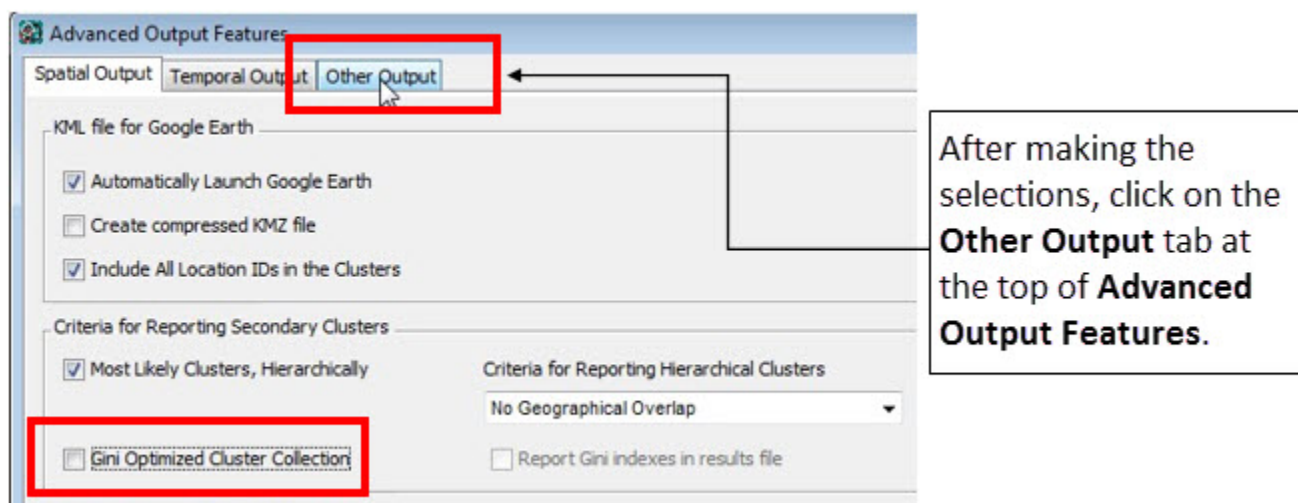 Advanced Output Features
Spatial Output Temporal Output Other Output
KML file for Google Earth
Automatically Launch Google Earth
Create compressed KMZ file
Include All Location IDs in the Clusters
Criteria for Reporting Secondary Clusters
Most Likely Clusters, Hierarchically
Criteria for Reporting Hierarchical Clusters
No Geographical Overlap
Gini Optimized Cluster Collection
Report Gini indexes in results file
After making the
selections, click on the
Other Output tab at
the top of Advanced
Output Features.